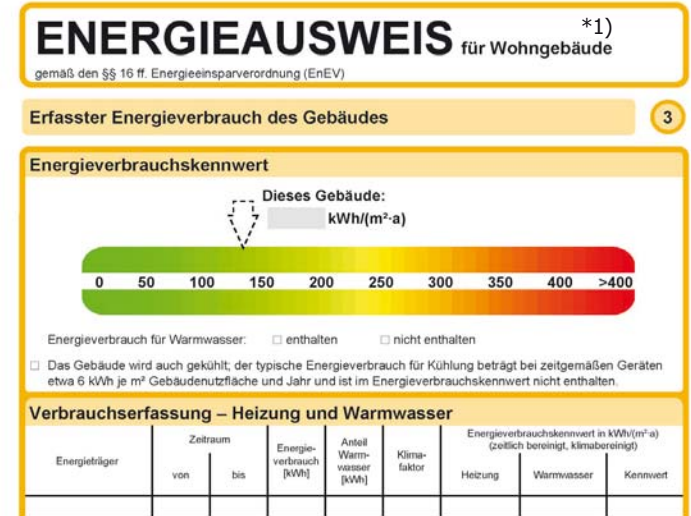 ENERGIEAUSWEIS für Wohngebäude *1)
gemäß den §§ 16 ff. Energieeinsparverordnung (EnEV)
Erfasster Energieverbrauch des Gebäudes 3
Energieverbrauchskennwert
Dieses Gebäude:
kWh/(m²·a)
0 50 100 150 200 250 300 350 400 >400
Energieverbrauch für Warmwasser: □ enthalten □ nicht enthalten
□ Das Gebäude wird auch gekühlt; der typische Energieverbrauch für Kühlung beträgt bei zeitgemäßen Geräten
etwa 6 kWh je m² Gebäudenutzfläche und Jahr und ist im Energieverbrauchskennwert nicht enthalten.
Verbrauchserfassung – Heizung und Warmwasser
Energieträger
Zeitraum
von bis
Energie-
verbrauch
[kWh]
Anteil
Warm-
wasser
[kWh]
Klima-
faktor
Energieverbrauchskennwert in kWh/(m²·a)
(zeitlich bereinigt, klimabereinigt)
Heizung Warmwasser Kennwert